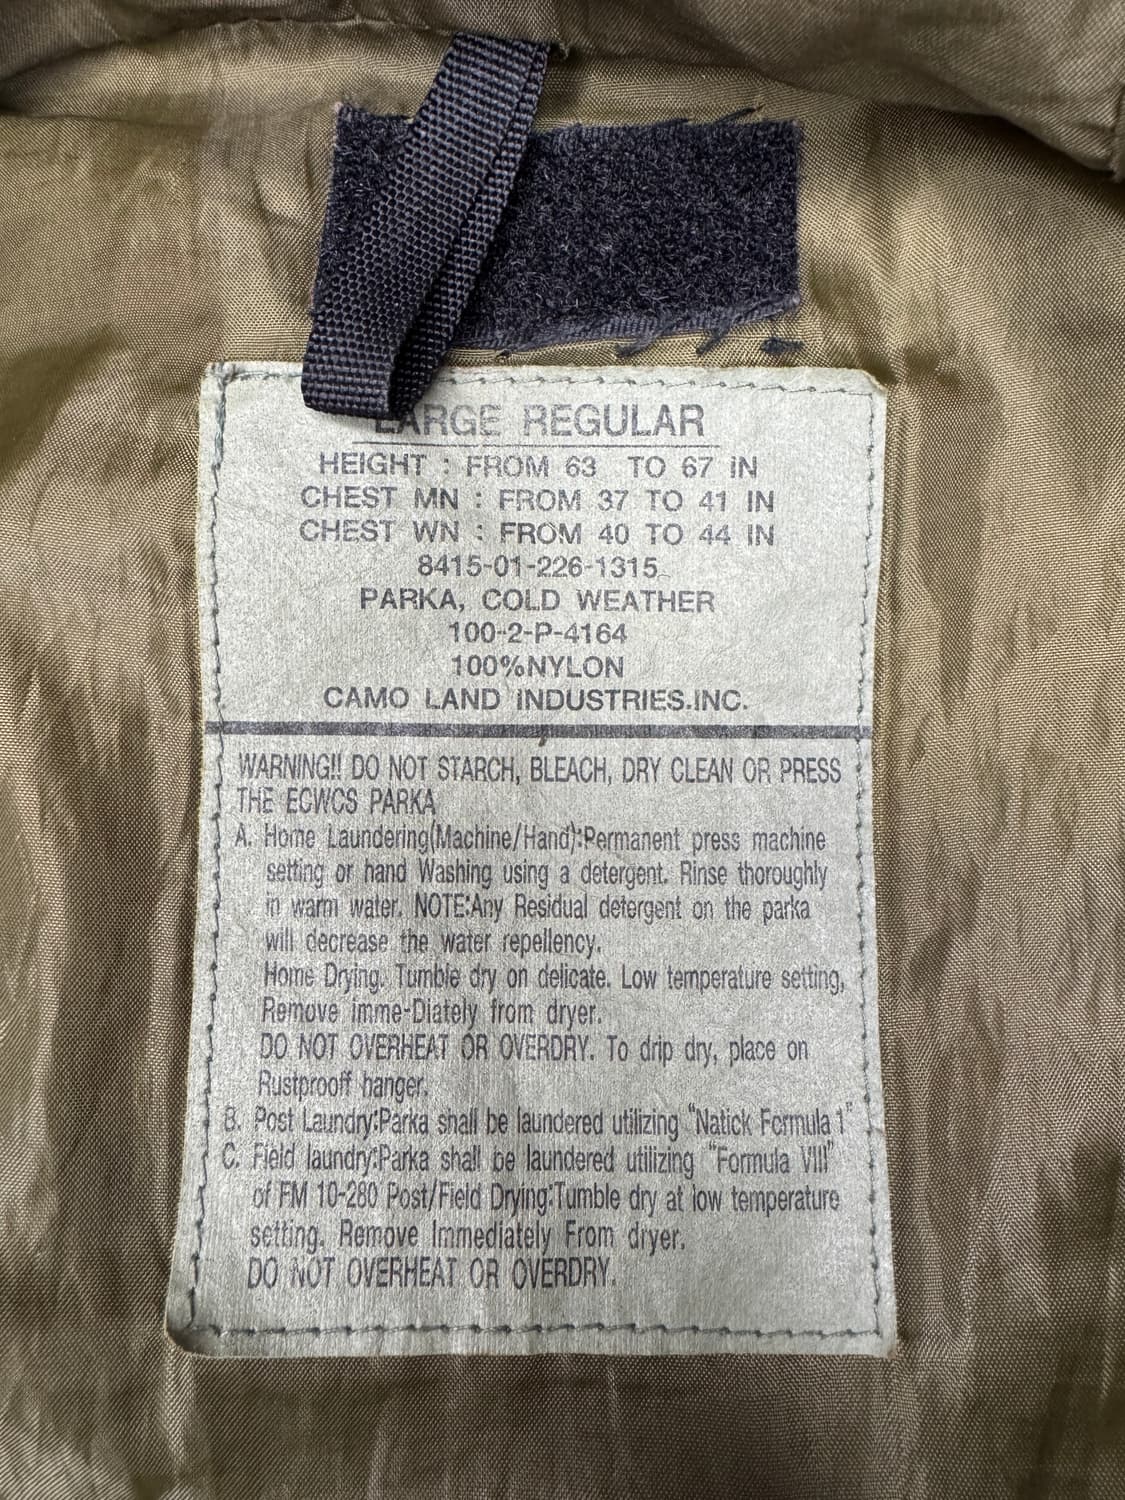 LARGE REGULAR
HEIGHT : FROM 63 TO 67 IN
CHEST MN : FROM 37 TO 41 IN
CHEST WN : FROM 40 TO 44 IN
8415-01-226-1315
PARKA, COLD WEATHER
100-2-P-4164
100%NYLON
CAMO LAND INDUSTRIES.INC.
WARNING!! DO NOT STARCH, BLEACH, DRY CLEAN OR PRESS
THE ECWCS PARKA
A. Home Laundering(Machine/Hand):Permanent press machine
setting or hand Washing using a detergent. Rinse thoroughly
in warm water. NOTE:Any Residual detergent on the parka
will decrease the water repellency.
Home Drying. Tumble dry on delicate. Low temperature setting,
Remove imme-Diately from dryer.
DO NOT OVERHEAT OR OVERDRY. To drip dry, place on
Rustprooff hanger.
B. Post Laundry:Parka shall be laundered utilizing "Natick Formula 1"
C. Field laundry:Parka shall be laundered utilizing "Formula VIII"
of FM 10-280 Post/Field Drying:Tumble dry at low temperature
setting. Remove Immediately From dryer.
DO NOT OVERHEAT OR OVERDRY.